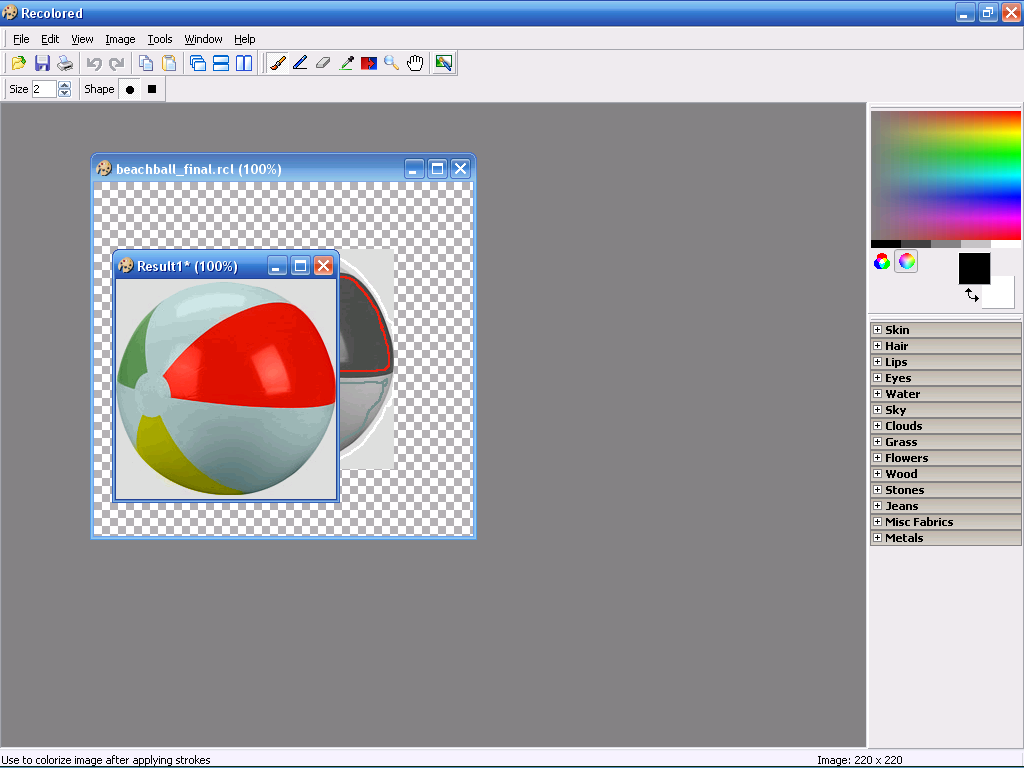 Recolored
File Edit View Image Tools Window Help
Size 2 Shape
beachball_final.rcl (100%)
Result1* (100%)
Skin
Hair
Lips
Eyes
Water
Sky
Clouds
Grass
Flowers
Wood
Stones
Jeans
Misc Fabrics
Metals
Use to colorize image after applying strokes
Image: 220 x 220